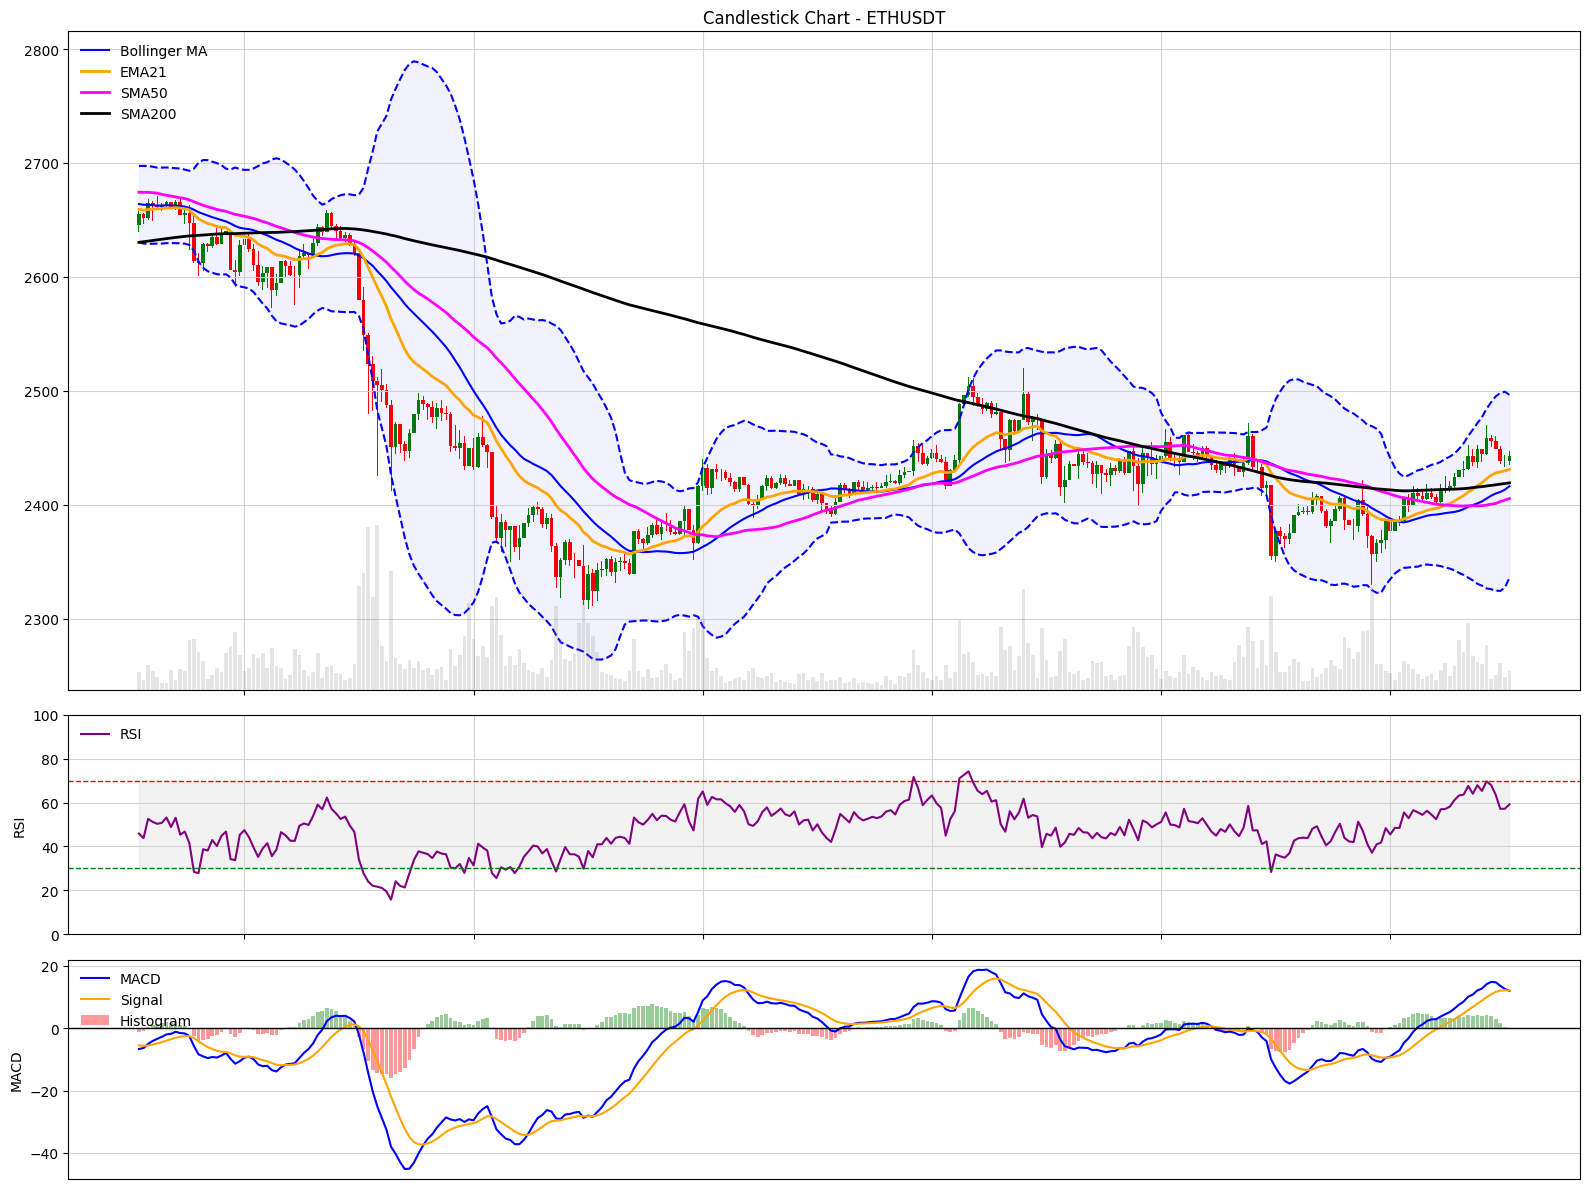 Candlestick Chart - ETHUSDT
Bollinger MA
EMA21
SMA50
SMA200
2800
2700
2600
2500
2400
2300
RSI
RSI
100
80
60
40
20
0
MACD
Signal
Histogram
MACD
20
0
−20
−40